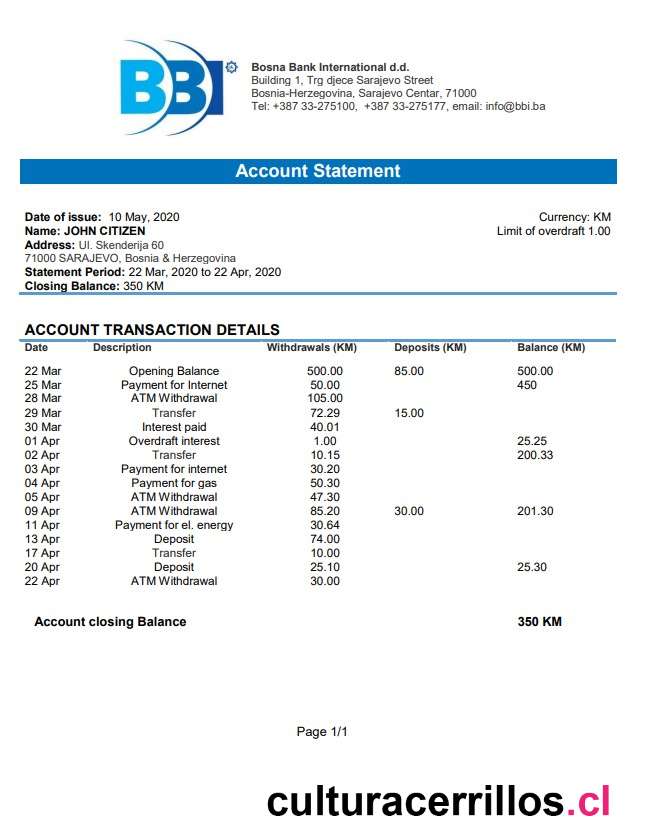 BBI
Bosna Bank International d.d.
Building 1, Trg djece Sarajevo Street
Bosnia-Herzegovina, Sarajevo Centar, 71000
Tel: +387 33-275100, +387 33-275177, email: info@bbi.ba
Account Statement
Date of issue: 10 May, 2020 Currency: KM
Name: JOHN CITIZEN Limit of overdraft 1.00
Address: Ul. Skenderija 60
71000 SARAJEVO, Bosnia & Herzegovina
Statement Period: 22 Mar, 2020 to 22 Apr, 2020
Closing Balance: 350 KM
ACCOUNT TRANSACTION DETAILS
Date Description Withdrawals (KM) Deposits (KM) Balance (KM)
22 Mar Opening Balance 500.00 85.00 500.00
25 Mar Payment for Internet 50.00 450
28 Mar ATM Withdrawal 105.00
29 Mar Transfer 72.29 15.00
30 Mar Interest paid 40.01
01 Apr Overdraft interest 1.00 25.25
02 Apr Transfer 10.15 200.33
03 Apr Payment for internet 30.20
04 Apr Payment for gas 50.30
05 Apr ATM Withdrawal 47.30
09 Apr ATM Withdrawal 85.20 30.00 201.30
11 Apr Payment for el. energy 30.64
13 Apr Deposit 74.00
17 Apr Transfer 10.00
20 Apr Deposit 25.10 25.30
22 Apr ATM Withdrawal 30.00
Account closing Balance 350 KM
Page 1/1
culturacerrillos.cl